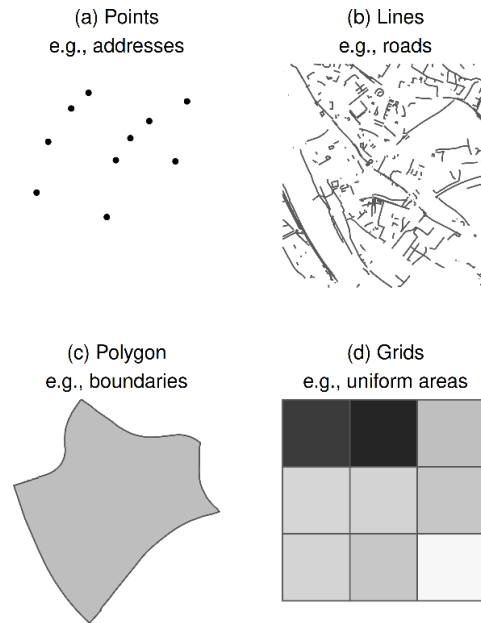 (a) Points
e.g., addresses
(b) Lines
e.g., roads
(c) Polygon
e.g., boundaries
(d) Grids
e.g., uniform areas